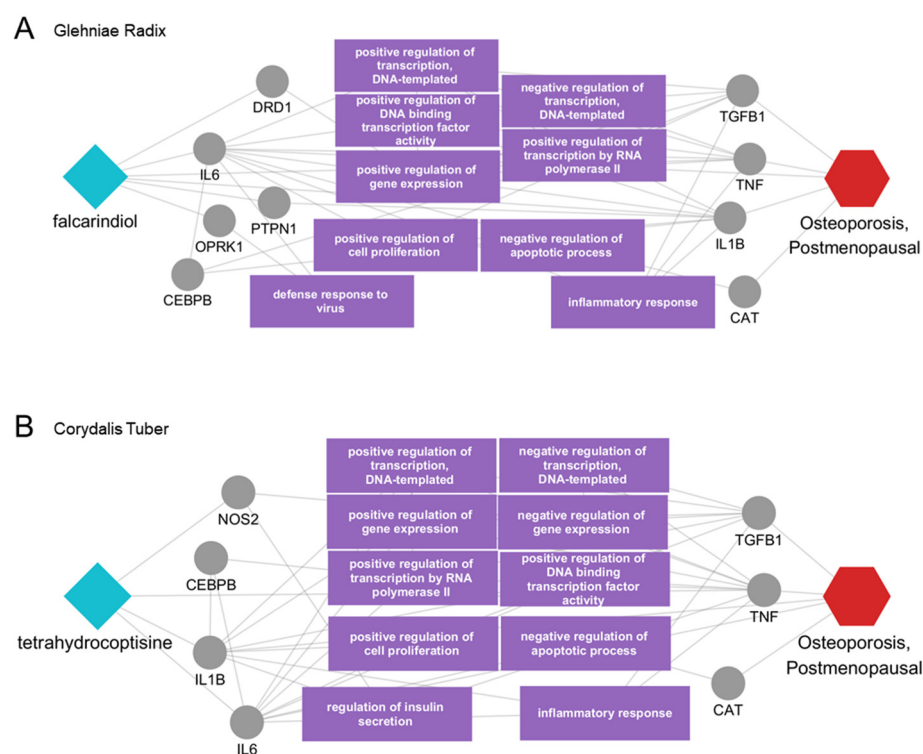 A Glehniae Radix
positive regulation of
transcription,
DNA-templated
negative regulation of
transcription,
DNA-templated
DRD1
TGFB1
positive regulation of
DNA binding
transcription factor
activity
positive regulation of
transcription by RNA
polymerase II
IL6
TNF
positive regulation of
gene expression
falcarindiol
PTPN1
OPRK1
IL1B
Osteoporosis,
Postmenopausal
positive regulation of
cell proliferation
negative regulation of
apoptotic process
CEBPB
defense response to
virus
inflammatory response
CAT
B Corydalis Tuber
positive regulation of
transcription,
DNA-templated
negative regulation of
transcription,
DNA-templated
NOS2
positive regulation of
gene expression
negative regulation of
gene expression
TGFB1
CEBPB
positive regulation of
transcription by RNA
polymerase II
positive regulation of
DNA binding
transcription factor
activity
TNF
tetrahydrocoptisine
Osteoporosis,
Postmenopausal
IL1B
positive regulation of
cell proliferation
negative regulation of
apoptotic process
CAT
regulation of insulin
secretion
inflammatory response
IL6